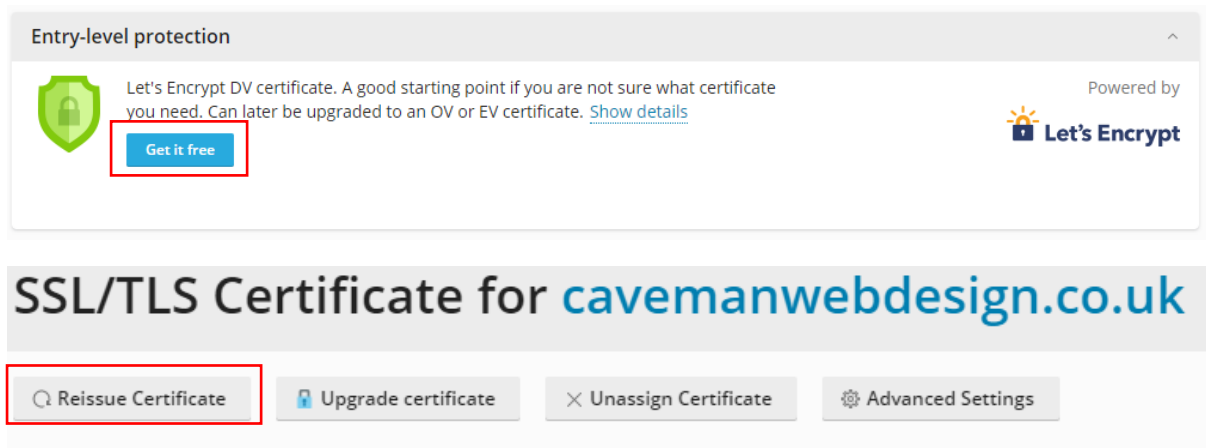 Entry-level protection
Let's Encrypt DV certificate. A good starting point if you are not sure what certificate
you need. Can later be upgraded to an OV or EV certificate. Show details
Get it free
Powered by
Let's Encrypt
SSL/TLS Certificate for cavemanwebdesign.co.uk
Reissue Certificate
Upgrade certificate
Unassign Certificate
Advanced Settings